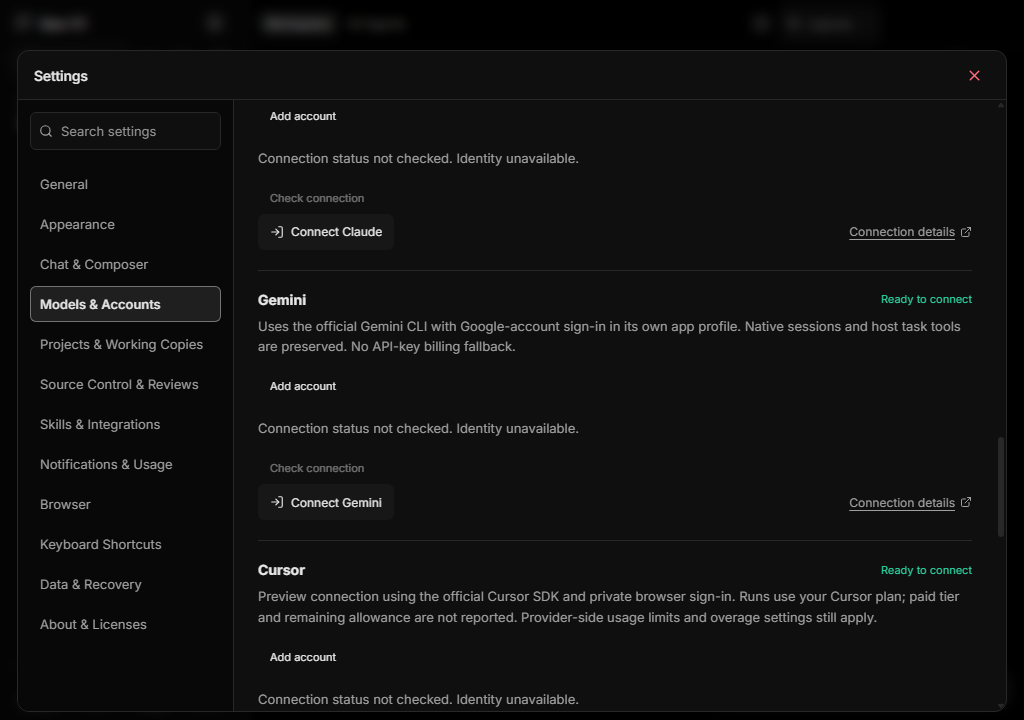 Settings
Search settings
General
Appearance
Chat & Composer
Models & Accounts
Projects & Working Copies
Source Control & Reviews
Skills & Integrations
Notifications & Usage
Browser
Keyboard Shortcuts
Data & Recovery
About & Licenses
Add account
Connection status not checked. Identity unavailable.
Check connection
Connect Claude
Connection details
Gemini
Ready to connect
Uses the official Gemini CLI with Google-account sign-in in its own app profile. Native sessions and host task tools
are preserved. No API-key billing fallback.
Add account
Connection status not checked. Identity unavailable.
Check connection
Connect Gemini
Connection details
Cursor
Ready to connect
Preview connection using the official Cursor SDK and private browser sign-in. Runs use your Cursor plan; paid tier
and remaining allowance are not reported. Provider-side usage limits and overage settings still apply.
Add account
Connection status not checked. Identity unavailable.